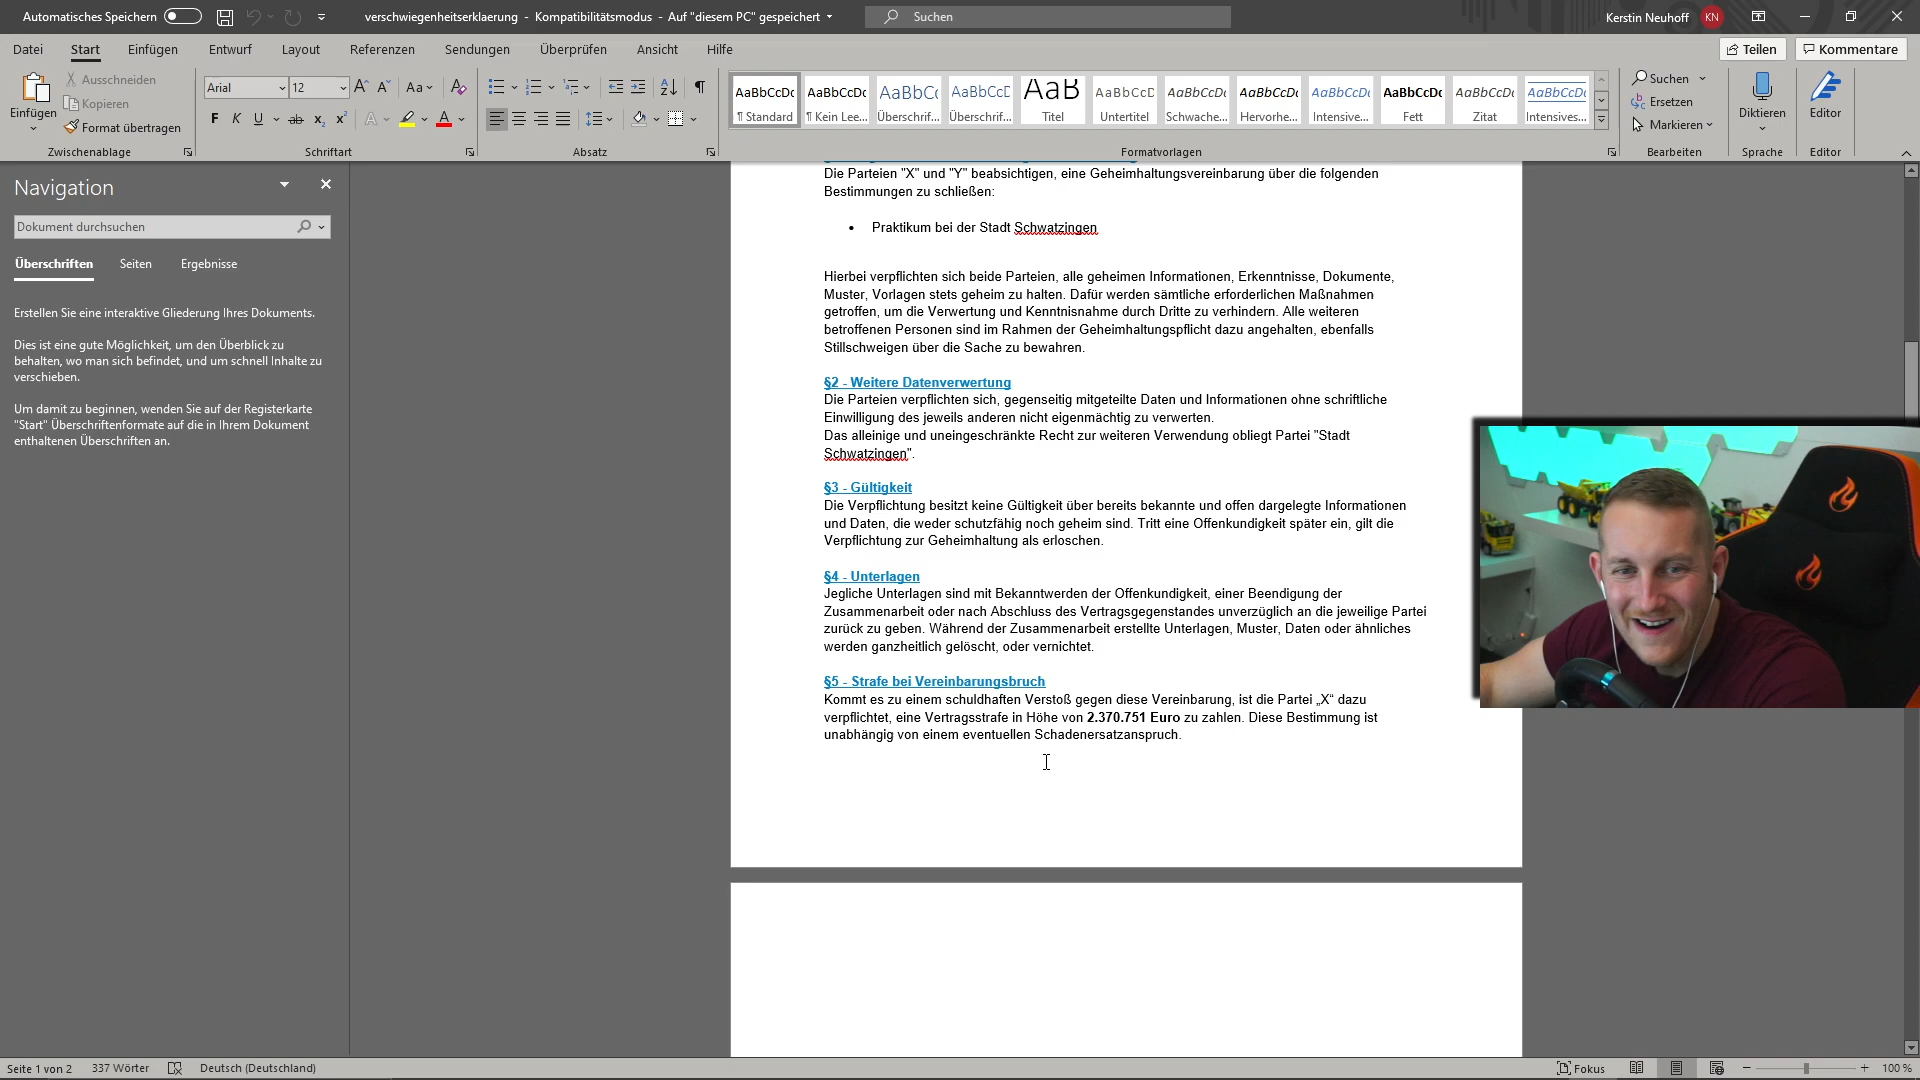 Automatisches Speichern
verschwiegenheitserklaerung - Kompatibilitätsmodus - Auf "diesem PC" gespeichert
Suchen
Kerstin Neuhoff
KN
Datei
Start
Einfügen
Entwurf
Layout
Referenzen
Sendungen
Überprüfen
Ansicht
Hilfe
Teilen
Kommentare
Einfügen
Ausschneiden
Kopieren
Format übertragen
Zwischenablage
Arial
12
Aa
F K U ab x₂ x²
A
A
Schriftart
Absatz
AaBbCcDc
¶ Standard
AaBbCcDc
¶ Kein Lee...
AaBbC(
Überschrif...
AaBbCcE
Überschrif...
AaB
Titel
AaBbCcD
Untertitel
AaBbCcDc
Schwache...
AaBbCcDc
Hervorhe...
AaBbCcDc
Intensive...
AaBbCcDc
Fett
AaBbCcDc
Zitat
AaBbCcDc
Intensives...
Formatvorlagen
Suchen
Ersetzen
Markieren
Bearbeiten
Diktieren
Sprache
Editor
Editor
Navigation
Dokument durchsuchen
Überschriften
Seiten
Ergebnisse
Erstellen Sie eine interaktive Gliederung Ihres Dokuments.
Dies ist eine gute Möglichkeit, um den Überblick zu
behalten, wo man sich befindet, und um schnell Inhalte zu
verschieben.
Um damit zu beginnen, wenden Sie auf der Registerkarte
"Start" Überschriftenformate auf die in Ihrem Dokument
enthaltenen Überschriften an.
Die Parteien "X" und "Y" beabsichtigen, eine Geheimhaltungsvereinbarung über die folgenden
Bestimmungen zu schließen:
• Praktikum bei der Stadt Schwatzingen
Hierbei verpflichten sich beide Parteien, alle geheimen Informationen, Erkenntnisse, Dokumente,
Muster, Vorlagen stets geheim zu halten. Dafür werden sämtliche erforderlichen Maßnahmen
getroffen, um die Verwertung und Kenntnisnahme durch Dritte zu verhindern. Alle weiteren
betroffenen Personen sind im Rahmen der Geheimhaltungspflicht dazu angehalten, ebenfalls
Stillschweigen über die Sache zu bewahren.
§2 - Weitere Datenverwertung
Die Parteien verpflichten sich, gegenseitig mitgeteilte Daten und Informationen ohne schriftliche
Einwilligung des jeweils anderen nicht eigenmächtig zu verwerten.
Das alleinige und uneingeschränkte Recht zur weiteren Verwendung obliegt Partei "Stadt
Schwatzingen".
§3 - Gültigkeit
Die Verpflichtung besitzt keine Gültigkeit über bereits bekannte und offen dargelegte Informationen
und Daten, die weder schutzfähig noch geheim sind. Tritt eine Offenkundigkeit später ein, gilt die
Verpflichtung zur Geheimhaltung als erloschen.
§4 - Unterlagen
Jegliche Unterlagen sind mit Bekanntwerden der Offenkundigkeit, einer Beendigung der
Zusammenarbeit oder nach Abschluss des Vertragsgegenstandes unverzüglich an die jeweilige Partei
zurück zu geben. Während der Zusammenarbeit erstellte Unterlagen, Muster, Daten oder ähnliches
werden ganzheitlich gelöscht, oder vernichtet.
§5 - Strafe bei Vereinbarungsbruch
Kommt es zu einem schuldhaften Verstoß gegen diese Vereinbarung, ist die Partei „X“ dazu
verpflichtet, eine Vertragsstrafe in Höhe von 2.370.751 Euro zu zahlen. Diese Bestimmung ist
unabhängig von einem eventuellen Schadenersatzanspruch.
Seite 1 von 2
337 Wörter
Deutsch (Deutschland)
Fokus
100 %